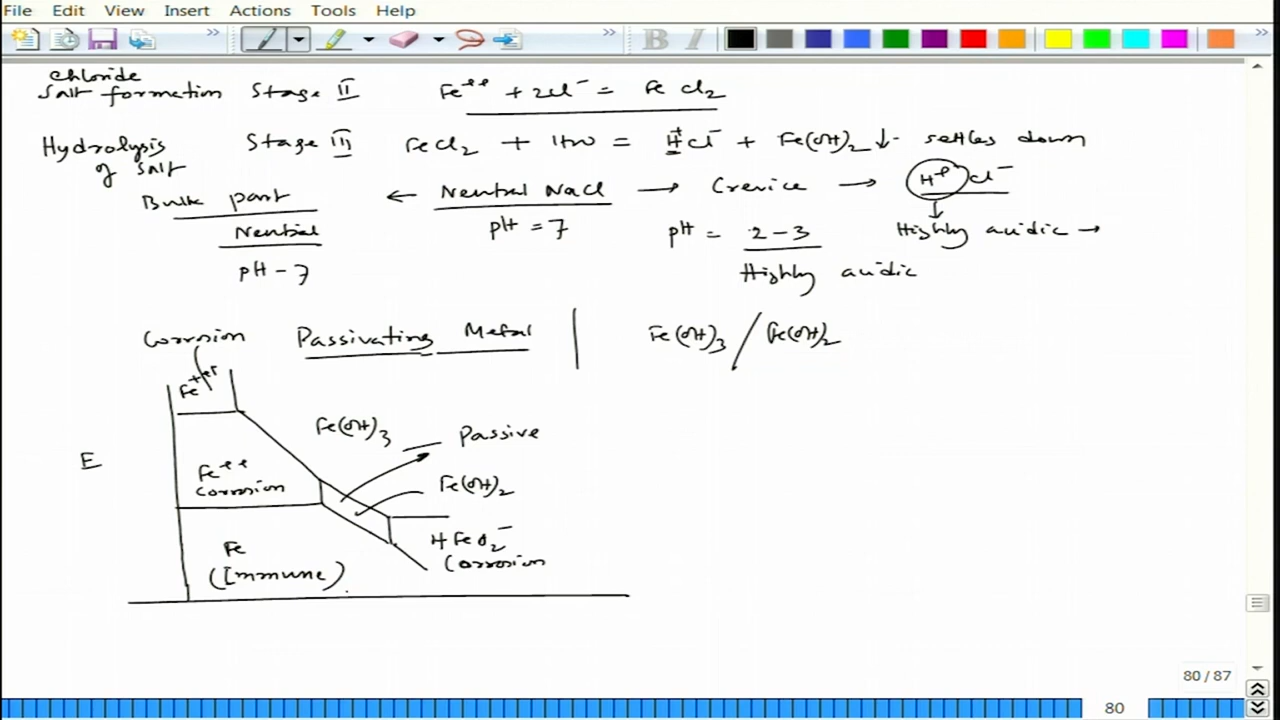 File Edit View Insert Actions Tools Help
B I
chloride
Salt formation Stage II Fe++ + 2Cl- = FeCl2
Hydrolysis of salt Stage III FeCl2 + HOH = H+Cl- + Fe(OH)2 ↓ - settles down
Bulk part ← Neutral NaCl → Crevice → H+ Cl-
Neutral pH = 7 pH = 2-3 Highly acidic →
pH - 7 Highly acidic
Corrosion Passivating Metal | Fe(OH)3 / Fe(OH)2
Fe+++
Fe(OH)3 Passive
E
Fe++ Corrosion Fe(OH)2
HFeO2- Corrosion
Fe
(Immune)
80 / 87
80